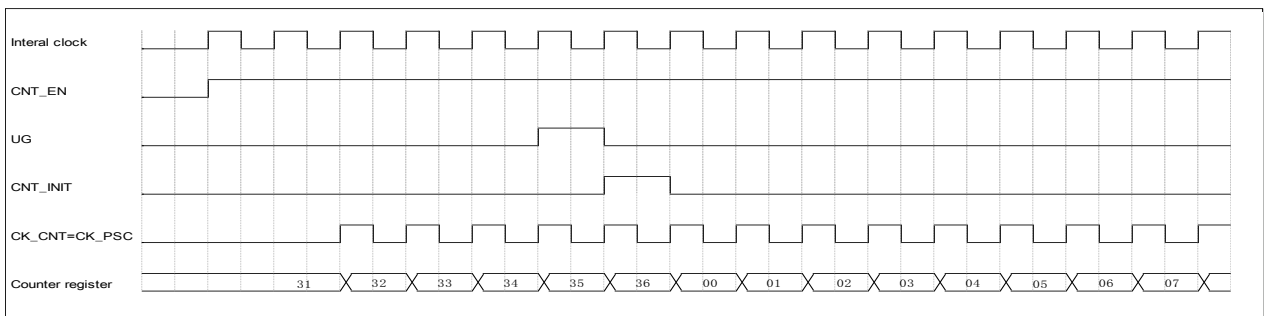 Interal clock
CNT_EN
UG
CNT_INIT
CK_CNT=CK_PSC
Counter register 31 32 33 34 35 36 00 01 02 03 04 05 06 07